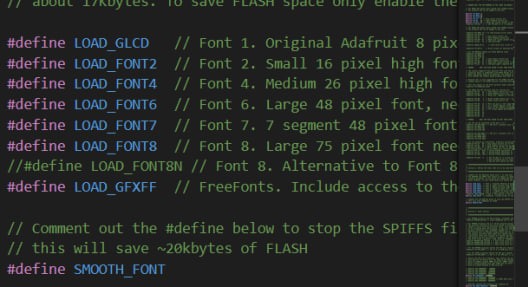 // about 17kbytes. To save FLASH space only enable the
#define LOAD_GLCD // Font 1. Original Adafruit 8 pix
#define LOAD_FONT2 // Font 2. Small 16 pixel high fon
#define LOAD_FONT4 // Font 4. Medium 26 pixel high fo
#define LOAD_FONT6 // Font 6. Large 48 pixel font, ne
#define LOAD_FONT7 // Font 7. 7 segment 48 pixel font
#define LOAD_FONT8 // Font 8. Large 75 pixel font nee
//#define LOAD_FONT8N // Font 8. Alternative to Font 8
#define LOAD_GFXFF // FreeFonts. Include access to th
// Comment out the #define below to stop the SPIFFS fi
// this will save ~20kbytes of FLASH
#define SMOOTH_FONT